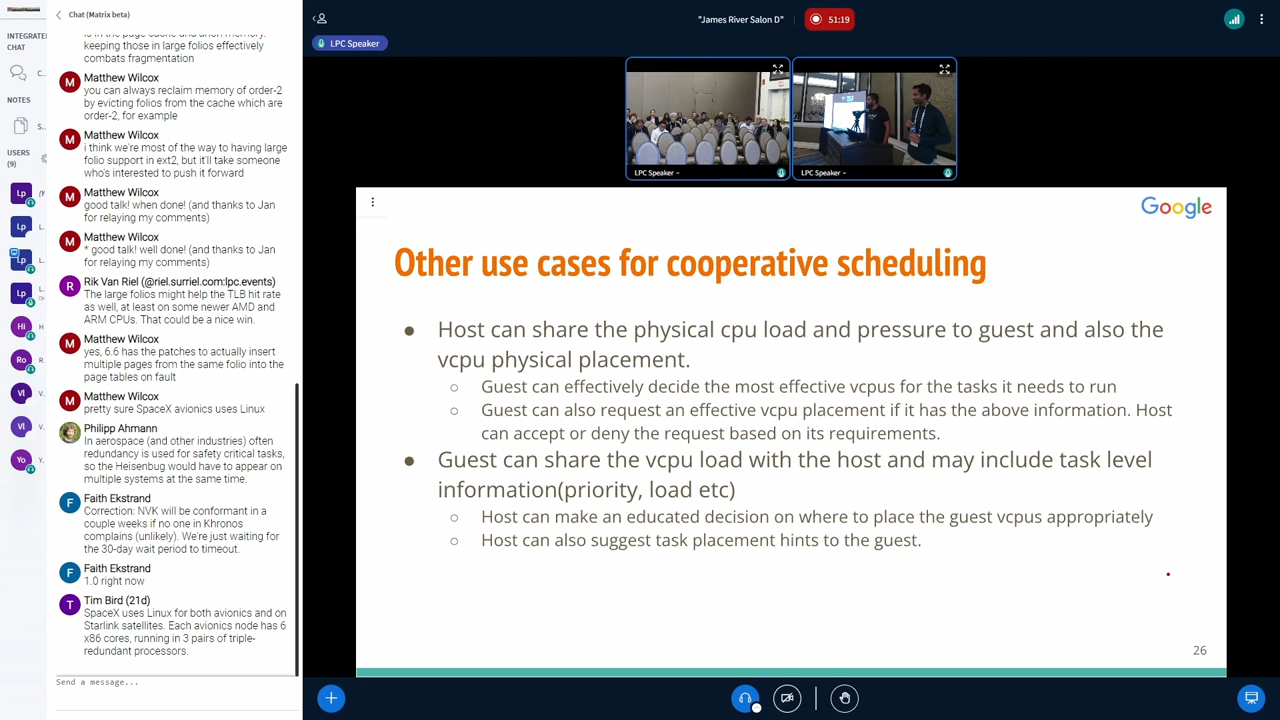 Chat (Matrix beta)
INTEGRATE
CHAT
C..
NOTES
S..
USERS
(9)
Lp
Lp
L..
Lp
L..
Lp
L..
Hi
H
Ro
R.
Vl
V.
Vl
V.
Yo
Y.
is in the page cache and anon memory.
keeping those in large folios effectively
combats fragmentation
M
Matthew Wilcox
you can always reclaim memory of order-2
by evicting folios from the cache which are
order-2, for example
M
Matthew Wilcox
i think we're most of the way to having large
folio support in ext2, but it'll take someone
who's interested to push it forward
M
Matthew Wilcox
good talk! when done! (and thanks to Jan
for relaying my comments)
M
Matthew Wilcox
* good talk! well done! (and thanks to Jan
for relaying my comments)
R
Rik Van Riel (@riel.surriel.com:lpc.events)
The large folios might help the TLB hit rate
as well, at least on some newer AMD and
ARM CPUs. That could be a nice win.
M
Matthew Wilcox
yes, 6.6 has the patches to actually insert
multiple pages from the same folio into the
page tables on fault
M
Matthew Wilcox
pretty sure SpaceX avionics uses Linux
Philipp Ahmann
In aerospace (and other industries) often
redundancy is used for safety critical tasks,
so the Heisenbug would have to appear on
multiple systems at the same time.
F
Faith Ekstrand
Correction: NVK will be conformant in a
couple weeks if no one in Khronos
complains (unlikely). We're just waiting for
the 30-day wait period to timeout.
F
Faith Ekstrand
1.0 right now
T
Tim Bird (21d)
SpaceX uses Linux for both avionics and on
Starlink satellites. Each avionics node has 6
x86 cores, running in 3 pairs of triple-
redundant processors.
Send a message...
"James River Salon D"
51:19
LPC Speaker
LPC Speaker
LPC Speaker
Google
Other use cases for cooperative scheduling
● Host can share the physical cpu load and pressure to guest and also the
vcpu physical placement.
○ Guest can effectively decide the most effective vcpus for the tasks it needs to run
○ Guest can also request an effective vcpu placement if it has the above information. Host
can accept or deny the request based on its requirements.
● Guest can share the vcpu load with the host and may include task level
information(priority, load etc)
○ Host can make an educated decision on where to place the guest vcpus appropriately
○ Host can also suggest task placement hints to the guest.
26